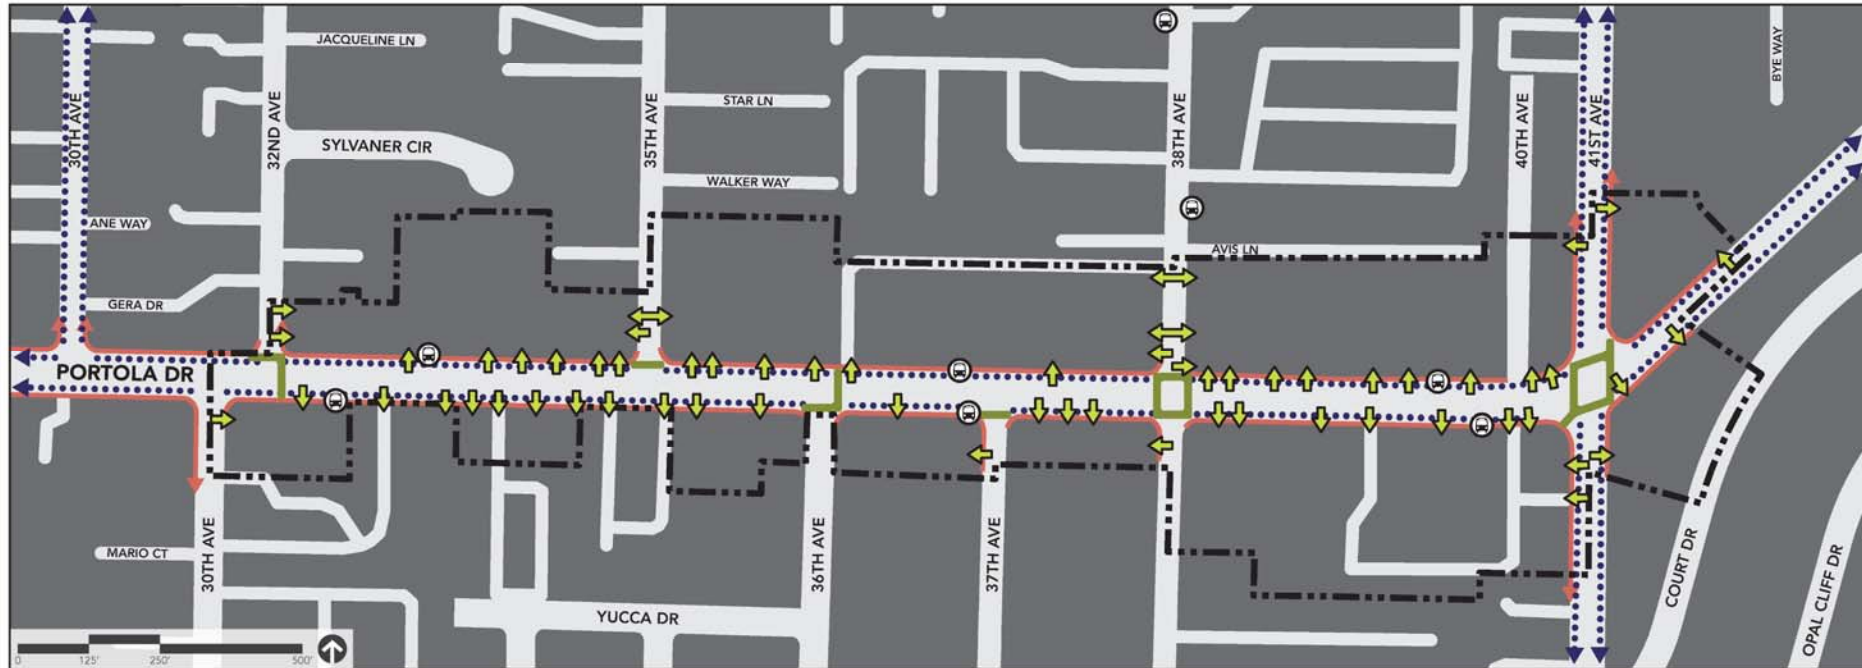 JACQUELINE LN
30TH AVE
32ND AVE
35TH AVE
STAR LN
38TH AVE
40TH AVE
41ST AVE
BYE WAY
SYLVANER CIR
WALKER WAY
ANE WAY
AVIS LN
GERA DR
PORTOLA DR
MARIO CT
30TH AVE
36TH AVE
37TH AVE
YUCCA DR
COURT DR
OPAL CLIFF DR
0 125' 250' 500'